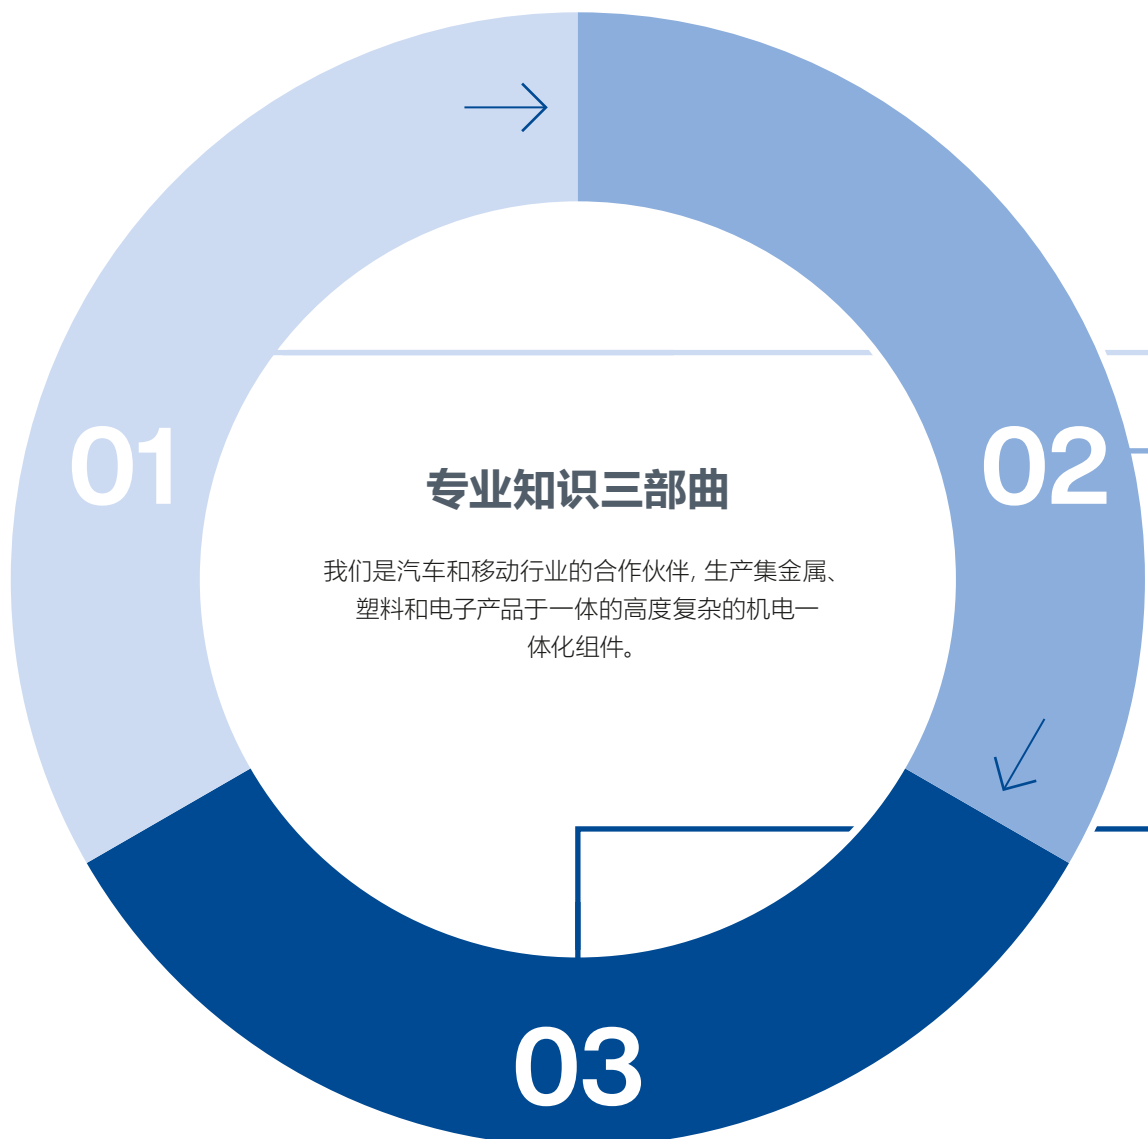 01
02
专业知识三部曲
我们是汽车和移动行业的合作伙伴, 生产集金属、
塑料和电子产品于一体的高度复杂的机电一
体化组件。
03